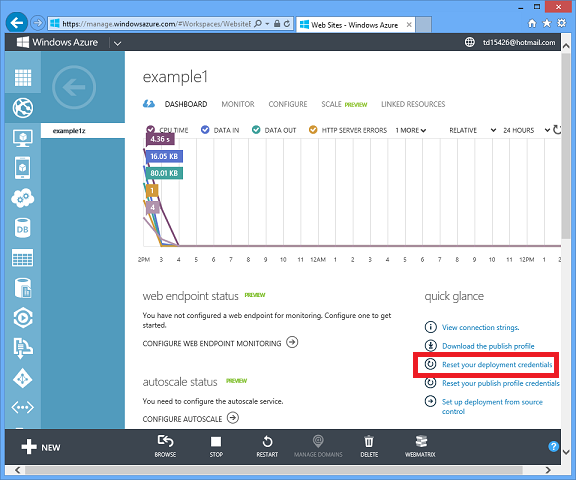 https://manage.windowsazure.com/#Workspaces/WebsiteE
Web Sites - Windows Azure
Windows Azure
td15426@hotmail.com
example1z
example1
DASHBOARD MONITOR CONFIGURE SCALE PREVIEW LINKED RESOURCES
CPU TIME DATA IN DATA OUT HTTP SERVER ERRORS 1 MORE RELATIVE 24 HOURS
4.36 s
16.05 KB
80.01 KB
1
4
2PM 3 4 5 6 7 8 9 10 11 12AM 1 2 3 4 5 6 7 8 9 10 11 12
web endpoint status PREVIEW
You have not configured a web endpoint for monitoring. Configure one to get
started.
CONFIGURE WEB ENDPOINT MONITORING
autoscale status PREVIEW
You need to configure the autoscale service.
CONFIGURE AUTOSCALE
quick glance
View connection strings.
Download the publish profile
Reset your deployment credentials
Reset your publish profile credentials
Set up deployment from source
control
DB
NEW
BROWSE STOP RESTART MANAGE DOMAINS DELETE WEBMATRIX
?